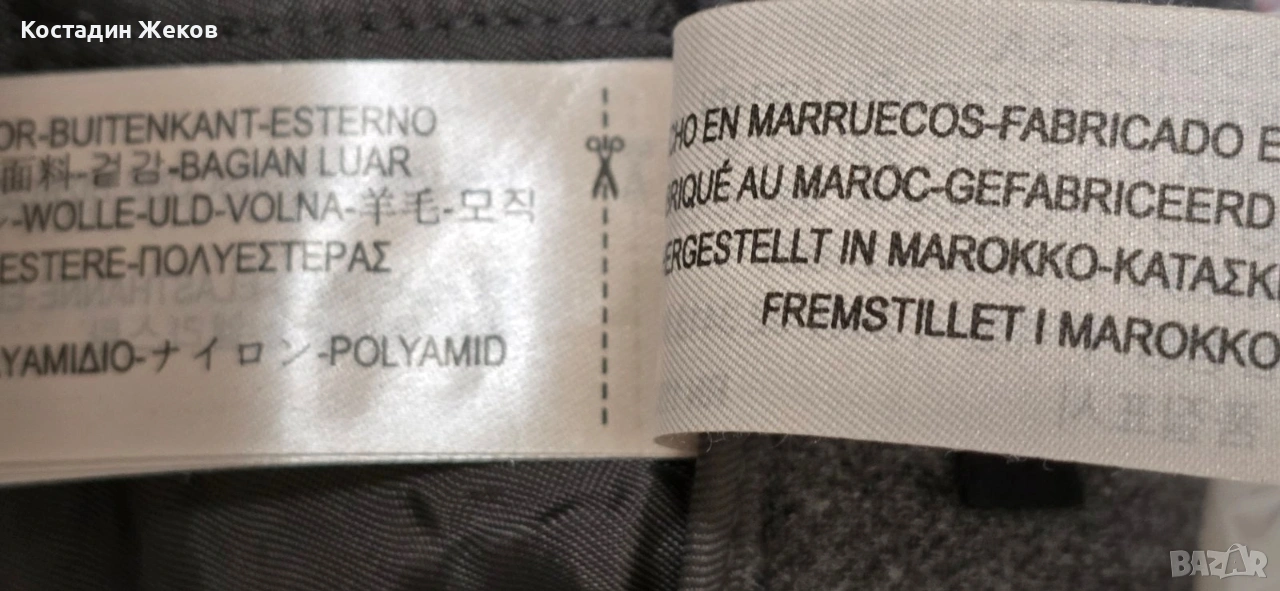 Костадин Жеков
OR-BUITENKANT-ESTERNO
面料-겉감-BAGIAN LUAR
-WOLLE-ULD-VOLNA-羊毛-모직
ESTERE-ΠΟΛΥΕΣΤΕΡΑΣ
ΥΑΜΙΔΙΟ-ナイロン-POLYAMID
CHO EN MARRUECOS-FABRICADO E
RIQUÉ AU MAROC-GEFABRICEERD
ERGESTELLT IN MAROKKO-ΚΑΤΑΣΚ
FREMSTILLET I MAROKKO
BAZAR